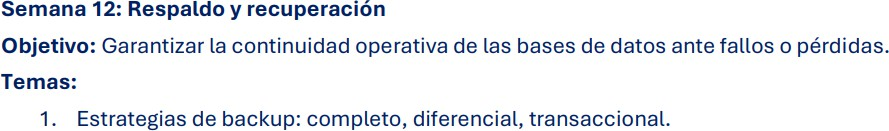 Semana 12: Respaldo y recuperación
Objetivo: Garantizar la continuidad operativa de las bases de datos ante fallos o pérdidas.
Temas:
1. Estrategias de backup: completo, diferencial, transaccional.